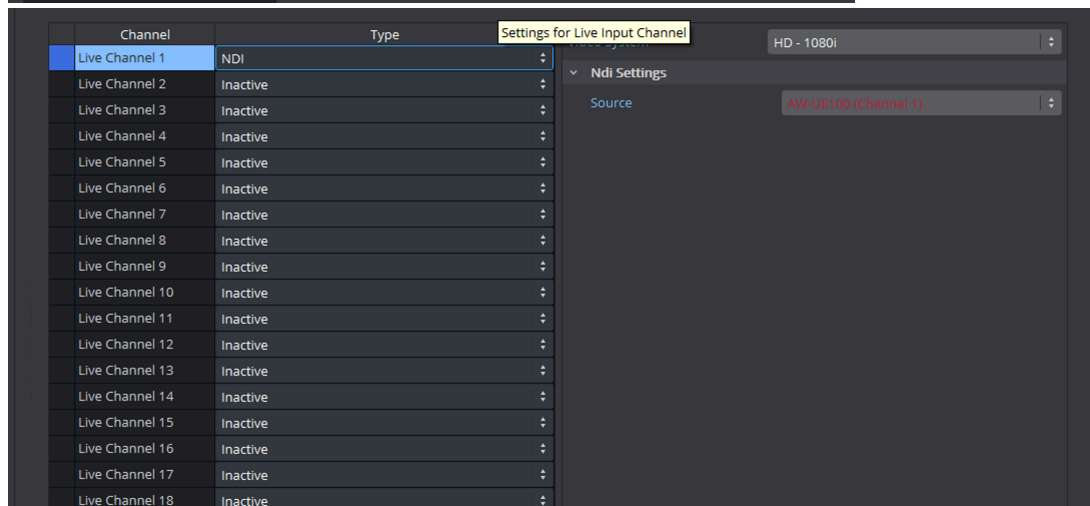 Channel Type Settings for Live Input Channel
Video System HD - 1080i
Live Channel 1 NDI
Ndi Settings
Live Channel 2 Inactive
Source AW-UE100 (Channel 1)
Live Channel 3 Inactive
Live Channel 4 Inactive
Live Channel 5 Inactive
Live Channel 6 Inactive
Live Channel 7 Inactive
Live Channel 8 Inactive
Live Channel 9 Inactive
Live Channel 10 Inactive
Live Channel 11 Inactive
Live Channel 12 Inactive
Live Channel 13 Inactive
Live Channel 14 Inactive
Live Channel 15 Inactive
Live Channel 16 Inactive
Live Channel 17 Inactive
Live Channel 18 Inactive